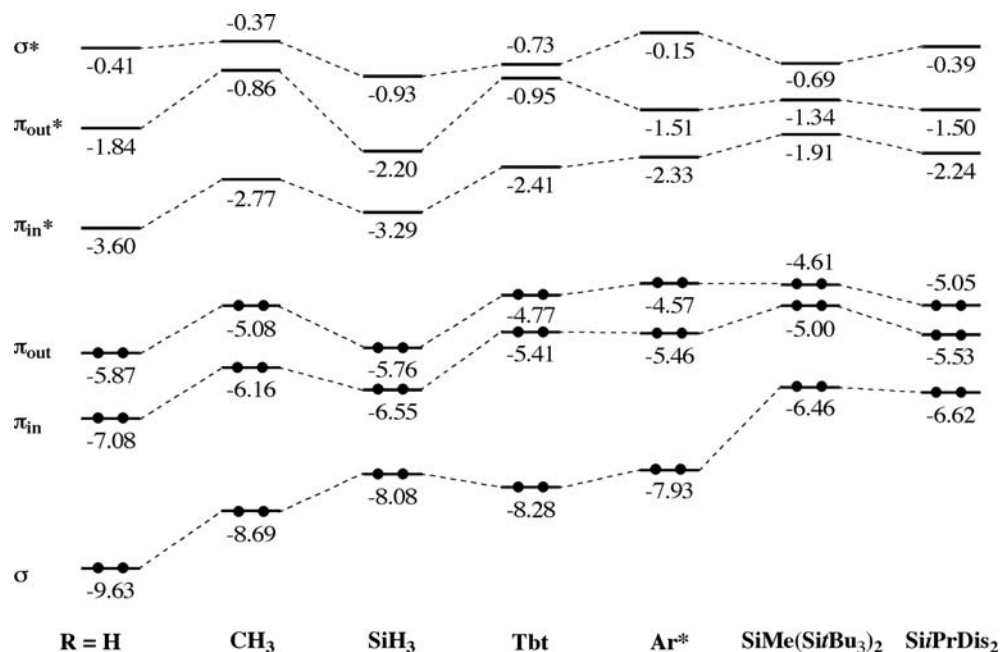 σ* -0.41 -0.37 -0.93 -0.73 -0.15 -0.69 -0.39
π_out* -1.84 -0.86 -2.20 -0.95 -1.51 -1.34 -1.50
π_in* -3.60 -2.77 -3.29 -2.41 -2.33 -1.91 -2.24
π_out -5.87 -5.08 -5.76 -4.77 -4.57 -4.61 -5.05
π_in -7.08 -6.16 -6.55 -5.41 -5.46 -5.00 -5.53
σ -9.63 -8.69 -8.08 -8.28 -7.93 -6.46 -6.62
R = H CH₃ SiH₃ Tbt Ar* SiMe(SitBu₃)₂ SiiPrDis₂